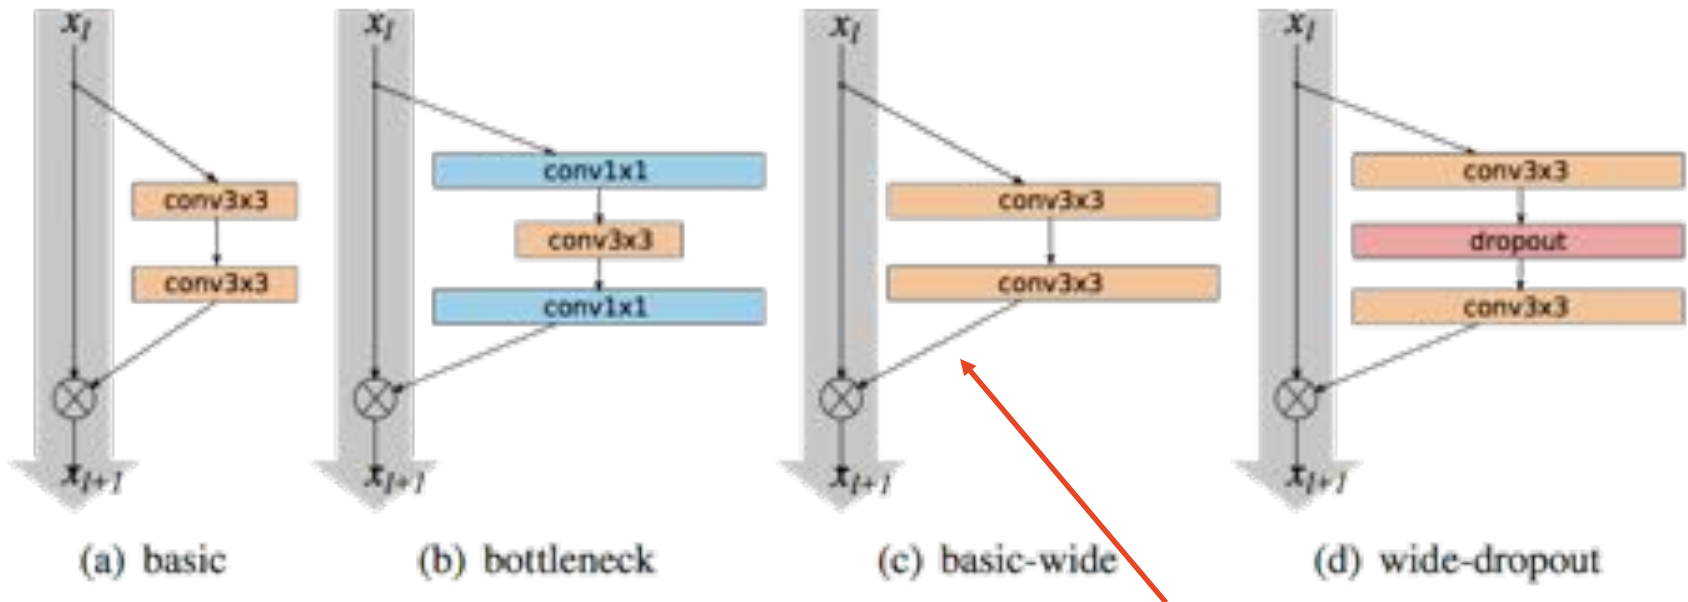 x_l
conv3x3
conv3x3
x_{l+1}
(a) basic
x_l
conv1x1
conv3x3
conv1x1
x_{l+1}
(b) bottleneck
x_l
conv3x3
conv3x3
x_{l+1}
(c) basic-wide
x_l
conv3x3
dropout
conv3x3
x_{l+1}
(d) wide-dropout